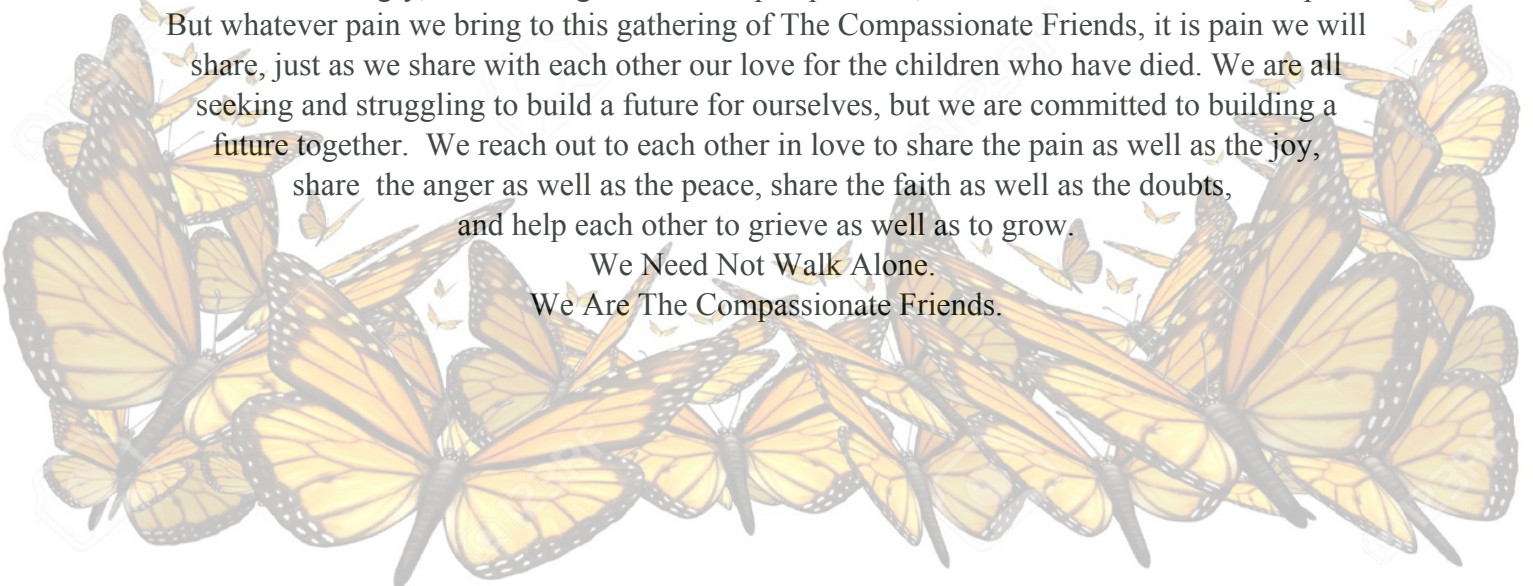 But whatever pain we bring to this gathering of The Compassionate Friends, it is pain we will
share, just as we share with each other our love for the children who have died. We are all
seeking and struggling to build a future for ourselves, but we are committed to building a
future together.  We reach out to each other in love to share the pain as well as the joy,
share  the anger as well as the peace, share the faith as well as the doubts,
and help each other to grieve as well as to grow.
We Need Not Walk Alone.
We Are The Compassionate Friends.